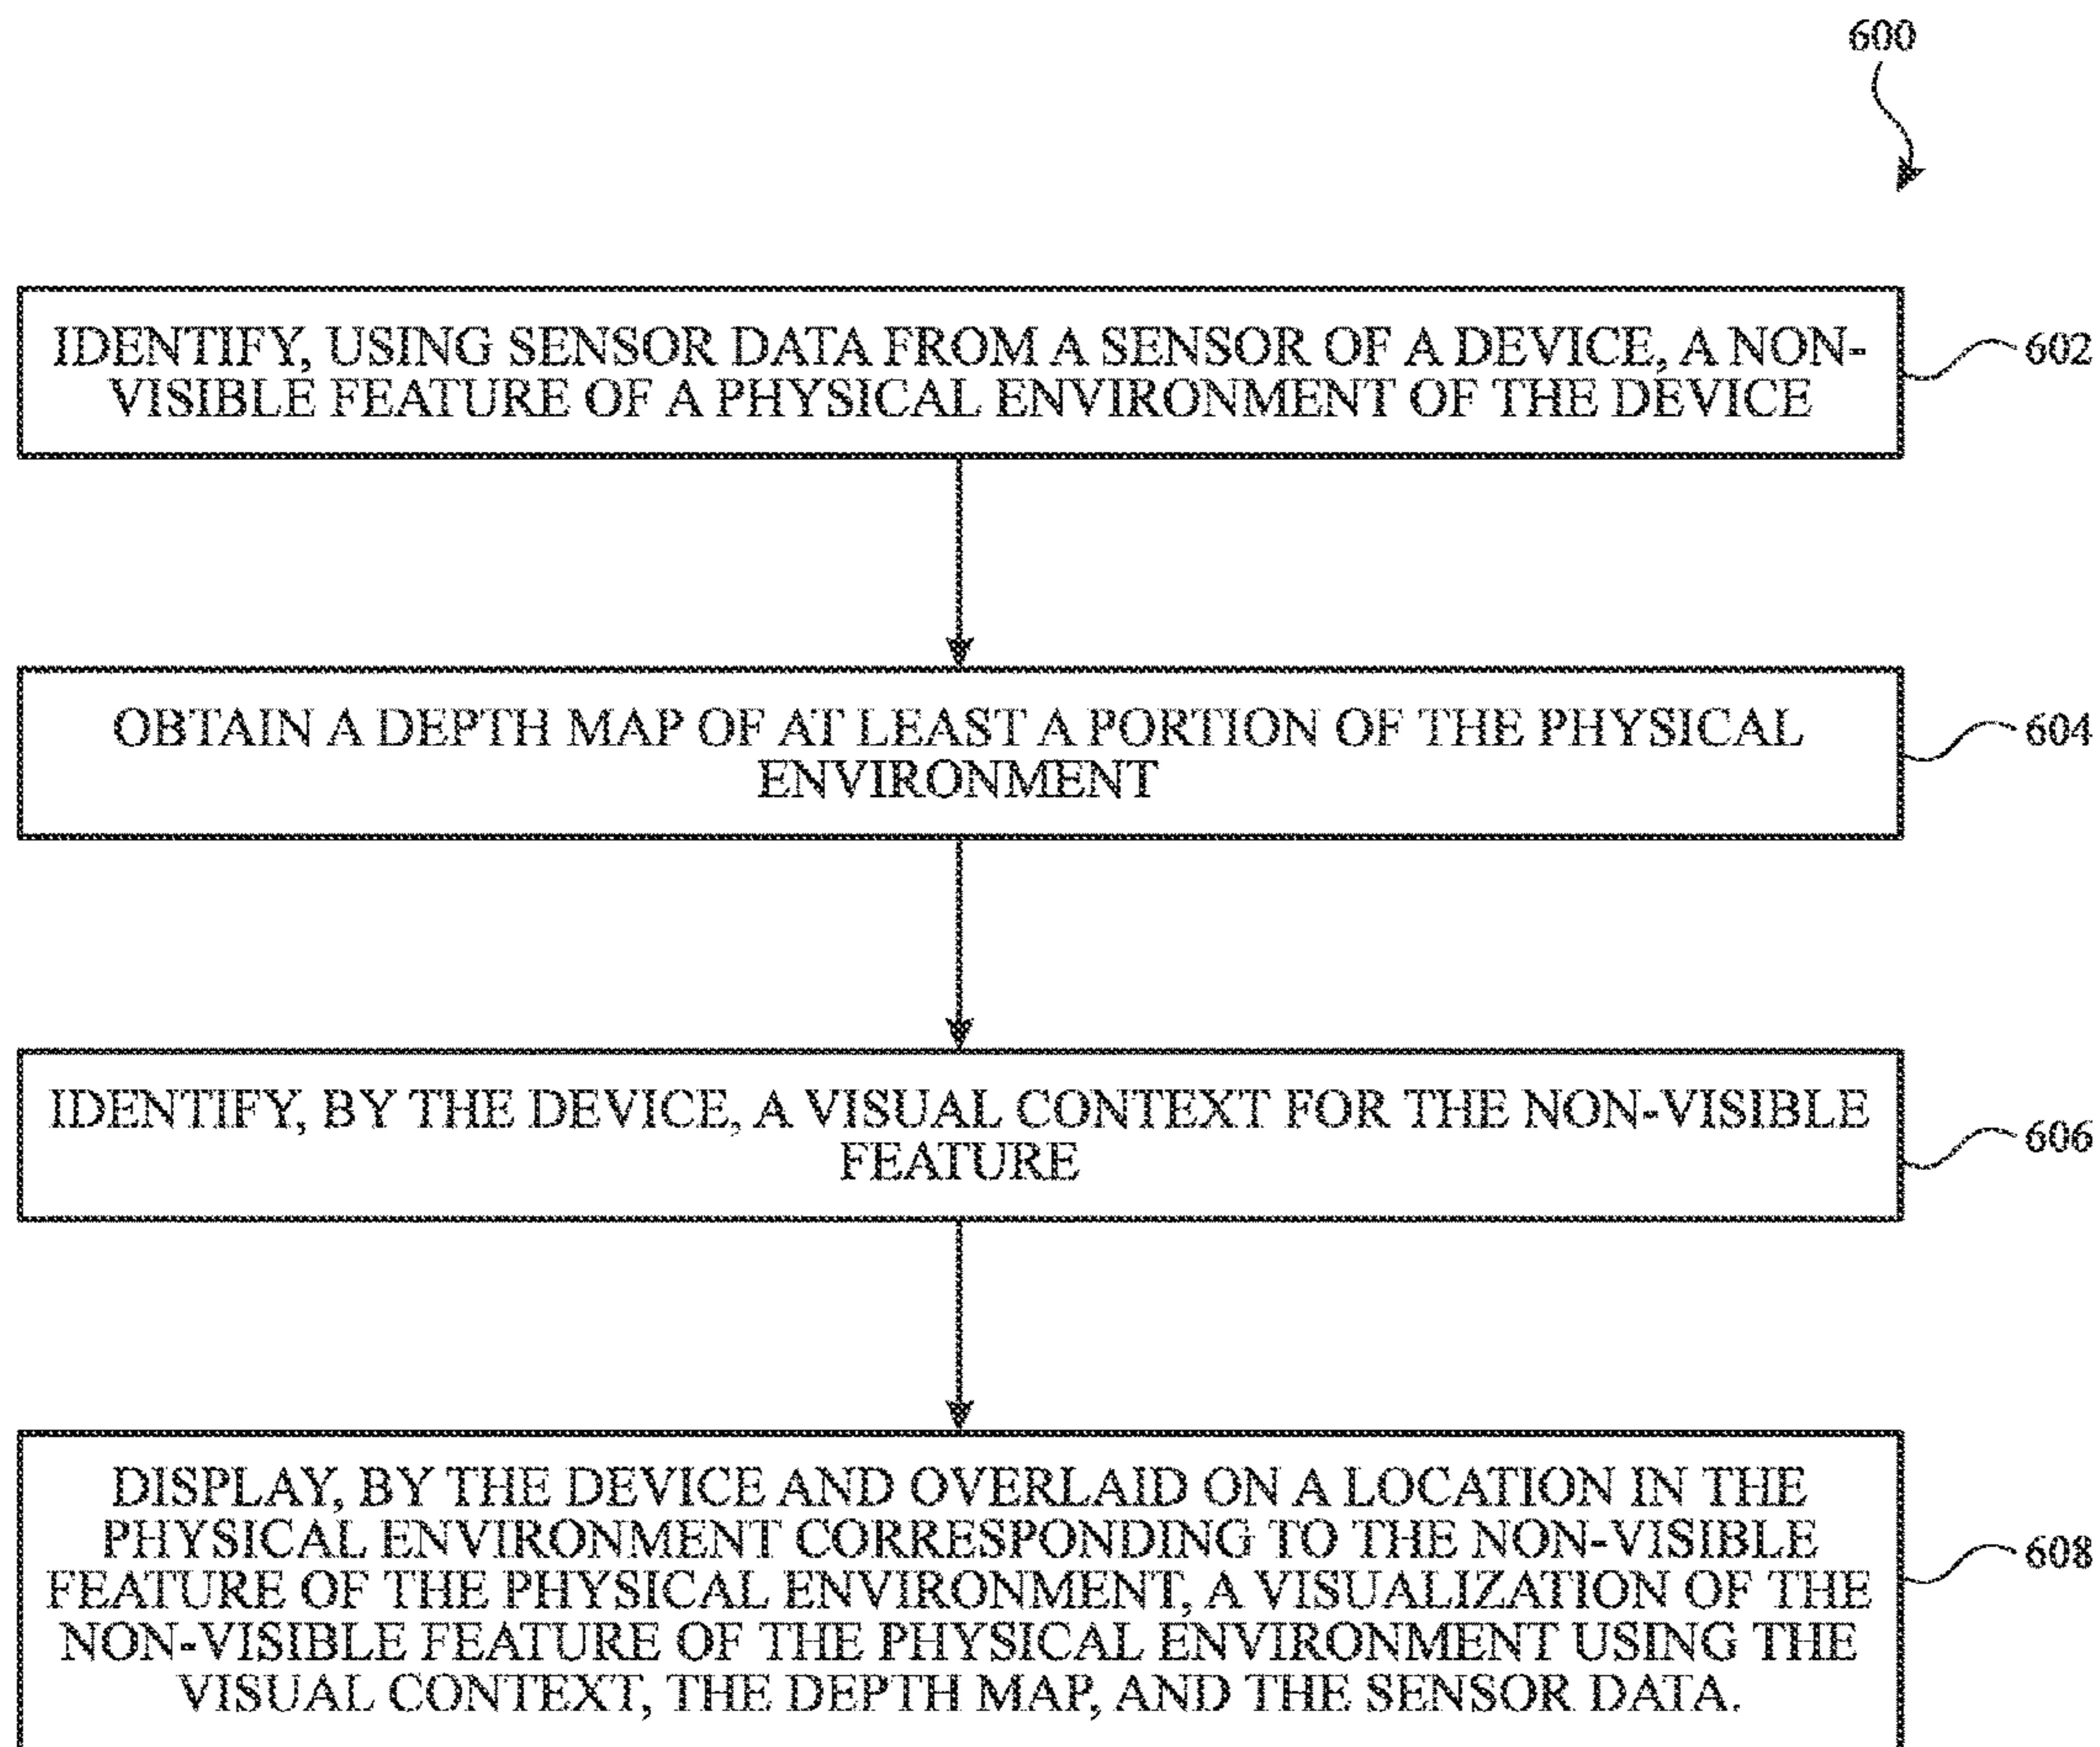 600
IDENTIFY, USING SENSOR DATA FROM A SENSOR OF A DEVICE, A NON-
VISIBLE FEATURE OF A PHYSICAL ENVIRONMENT OF THE DEVICE
602
OBTAIN A DEPTH MAP OF AT LEAST A PORTION OF THE PHYSICAL
ENVIRONMENT
604
IDENTIFY, BY THE DEVICE, A VISUAL CONTEXT FOR THE NON-VISIBLE
FEATURE
606
DISPLAY, BY THE DEVICE AND OVERLAID ON A LOCATION IN THE
PHYSICAL ENVIRONMENT CORRESPONDING TO THE NON-VISIBLE
FEATURE OF THE PHYSICAL ENVIRONMENT, A VISUALIZATION OF THE
NON-VISIBLE FEATURE OF THE PHYSICAL ENVIRONMENT USING THE
VISUAL CONTEXT, THE DEPTH MAP, AND THE SENSOR DATA.
608